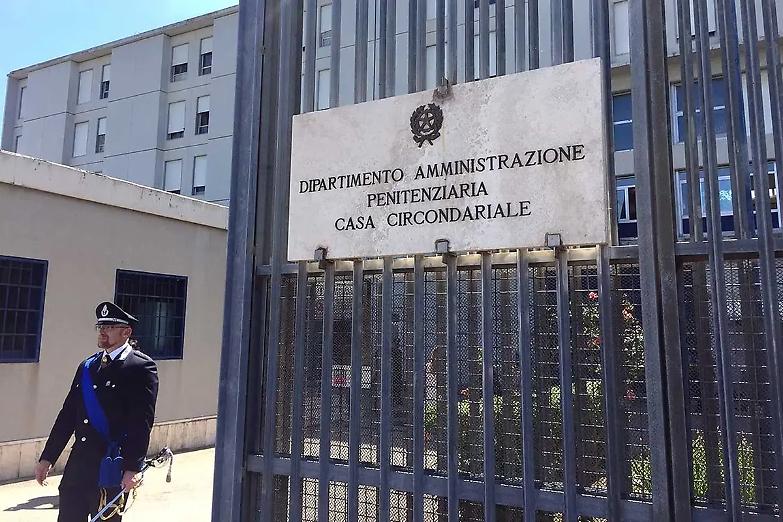 DIPARTIMENTO AMMINISTRAZIONE
PENITENZIARIA
CASA CIRCONDARIALE